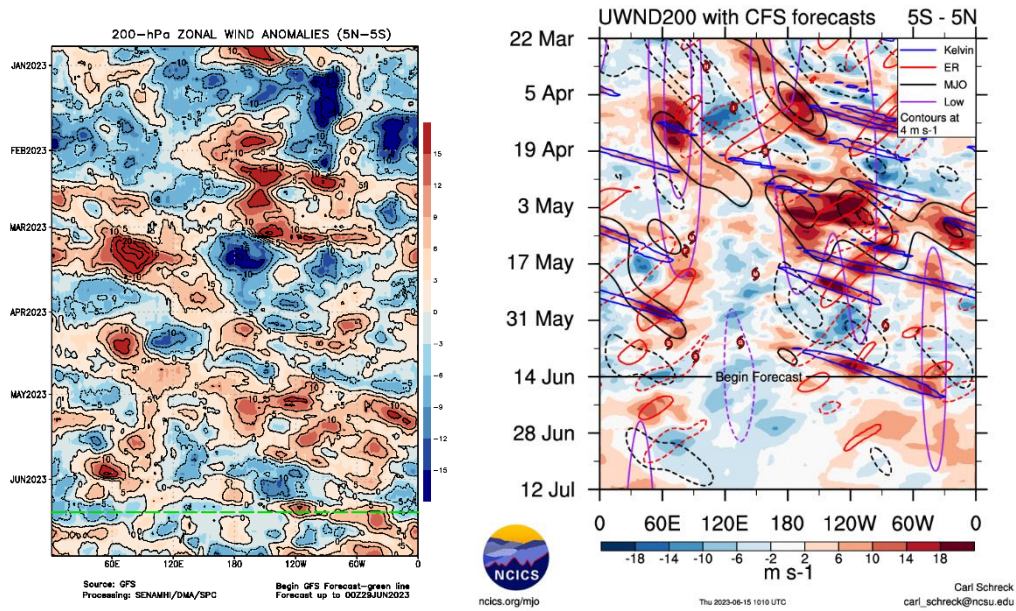 200-hPa ZONAL WIND ANOMALIES (5N-5S)
JAN2023
FEB2023
MAR2023
APR2023
MAY2023
JUN2023
60E
120E
180
120W
60W
0
15
12
9
6
3
0
-3
-6
-9
-12
-15
Source: GFS
Processing: SENAMHI/DMA/SPC
Begin GFS Forecast-green line
Forecast up to 00Z29JUN2023
UWND200 with CFS forecasts
5S - 5N
22 Mar
5 Apr
19 Apr
3 May
17 May
31 May
14 Jun
28 Jun
12 Jul
Kelvin
ER
MJO
Low
Contours at
4 m s-1
Begin Forecast
0
60E
120E
180
120W
60W
0
-18
-14
-10
-6
-2
2
6
10
14
18
m s-1
NCICS
ncics.org/mjo
Thu 2023-06-15 1010 UTC
Carl Schreck
carl_schreck@ncsu.edu